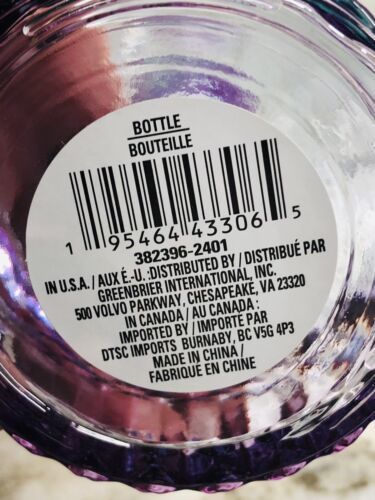 BOTTLE
BOUTEILLE
1 95464 43306 5
382396-2401
IN U.S.A. / AUX É.-U. :DISTRIBUTED BY / DISTRIBUÉ PAR
GREENBRIER INTERNATIONAL, INC.
500 VOLVO PARKWAY, CHESAPEAKE, VA 23320
IN CANADA / AU CANADA :
IMPORTED BY / IMPORTÉ PAR
DTSC IMPORTS BURNABY, BC V5G 4P3
MADE IN CHINA /
FABRIQUÉ EN CHINE